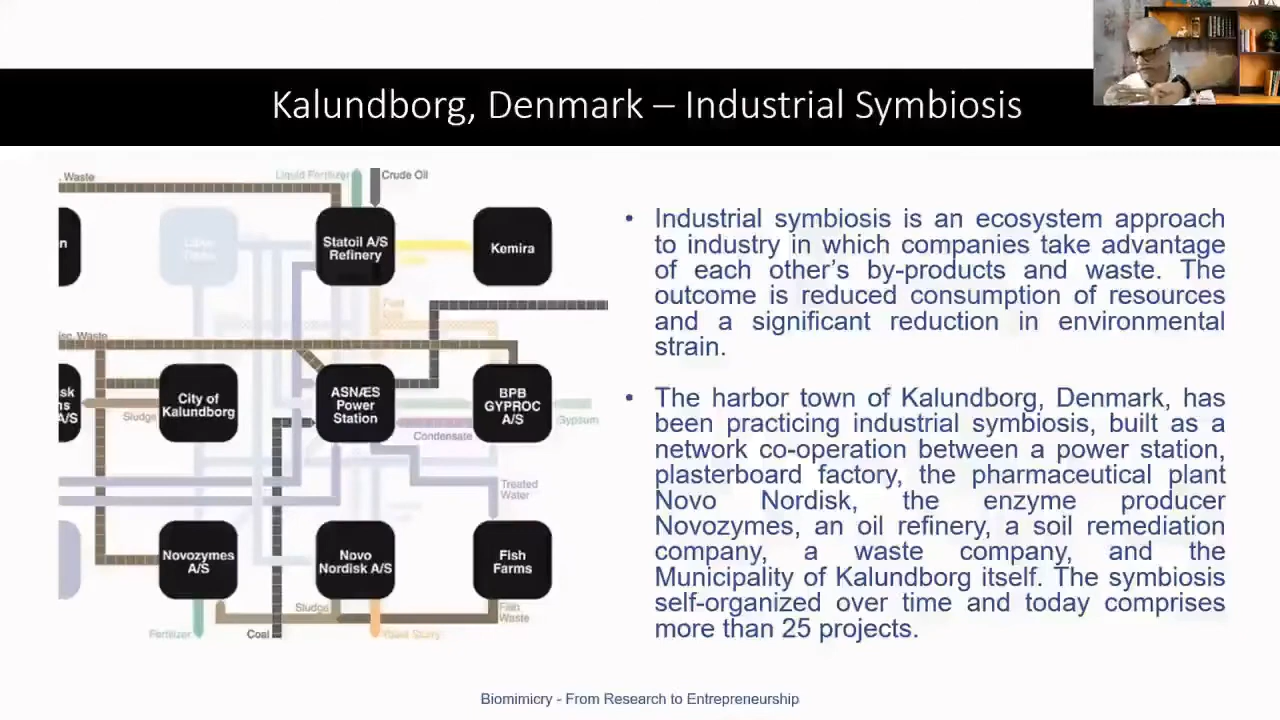 Kalundborg, Denmark – Industrial Symbiosis
. Waste
Liquid Fertilizer
Crude Oil
n
Statoil A/S
Refinery
Kemira
isc. Waste
sk
ns
A/S
City of
Kalundborg
ASNÆS
Power
Station
BPB
GYPROC
A/S
Sludge
Gypsum
Condensate
Treated
Water
Novozymes
A/S
Novo
Nordisk A/S
Fish
Farms
Sludge
Fish
Waste
Fertilizer
Coal
• Industrial symbiosis is an ecosystem approach
to industry in which companies take advantage
of each other’s by-products and waste. The
outcome is reduced consumption of resources
and a significant reduction in environmental
strain.
• The harbor town of Kalundborg, Denmark, has
been practicing industrial symbiosis, built as a
network co-operation between a power station,
plasterboard factory, the pharmaceutical plant
Novo Nordisk, the enzyme producer
Novozymes, an oil refinery, a soil remediation
company, a waste company, and the
Municipality of Kalundborg itself. The symbiosis
self-organized over time and today comprises
more than 25 projects.
Biomimicry - From Research to Entrepreneurship